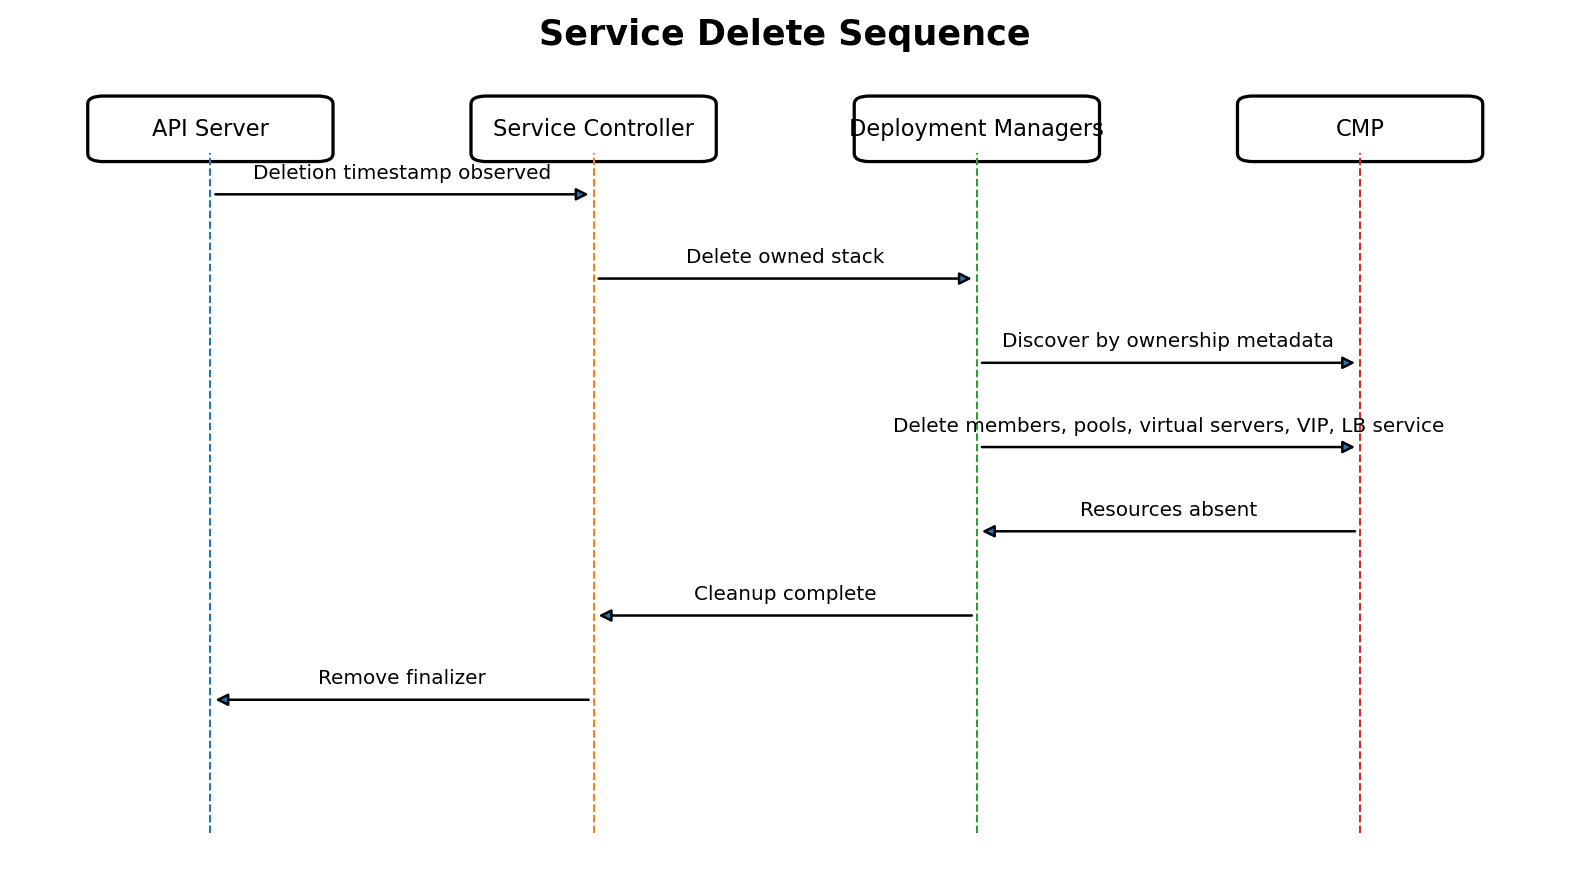 Service Delete Sequence
API Server
Service Controller
Deployment Managers
CMP
Deletion timestamp observed
Delete owned stack
Discover by ownership metadata
Delete members, pools, virtual servers, VIP, LB service
Resources absent
Cleanup complete
Remove finalizer